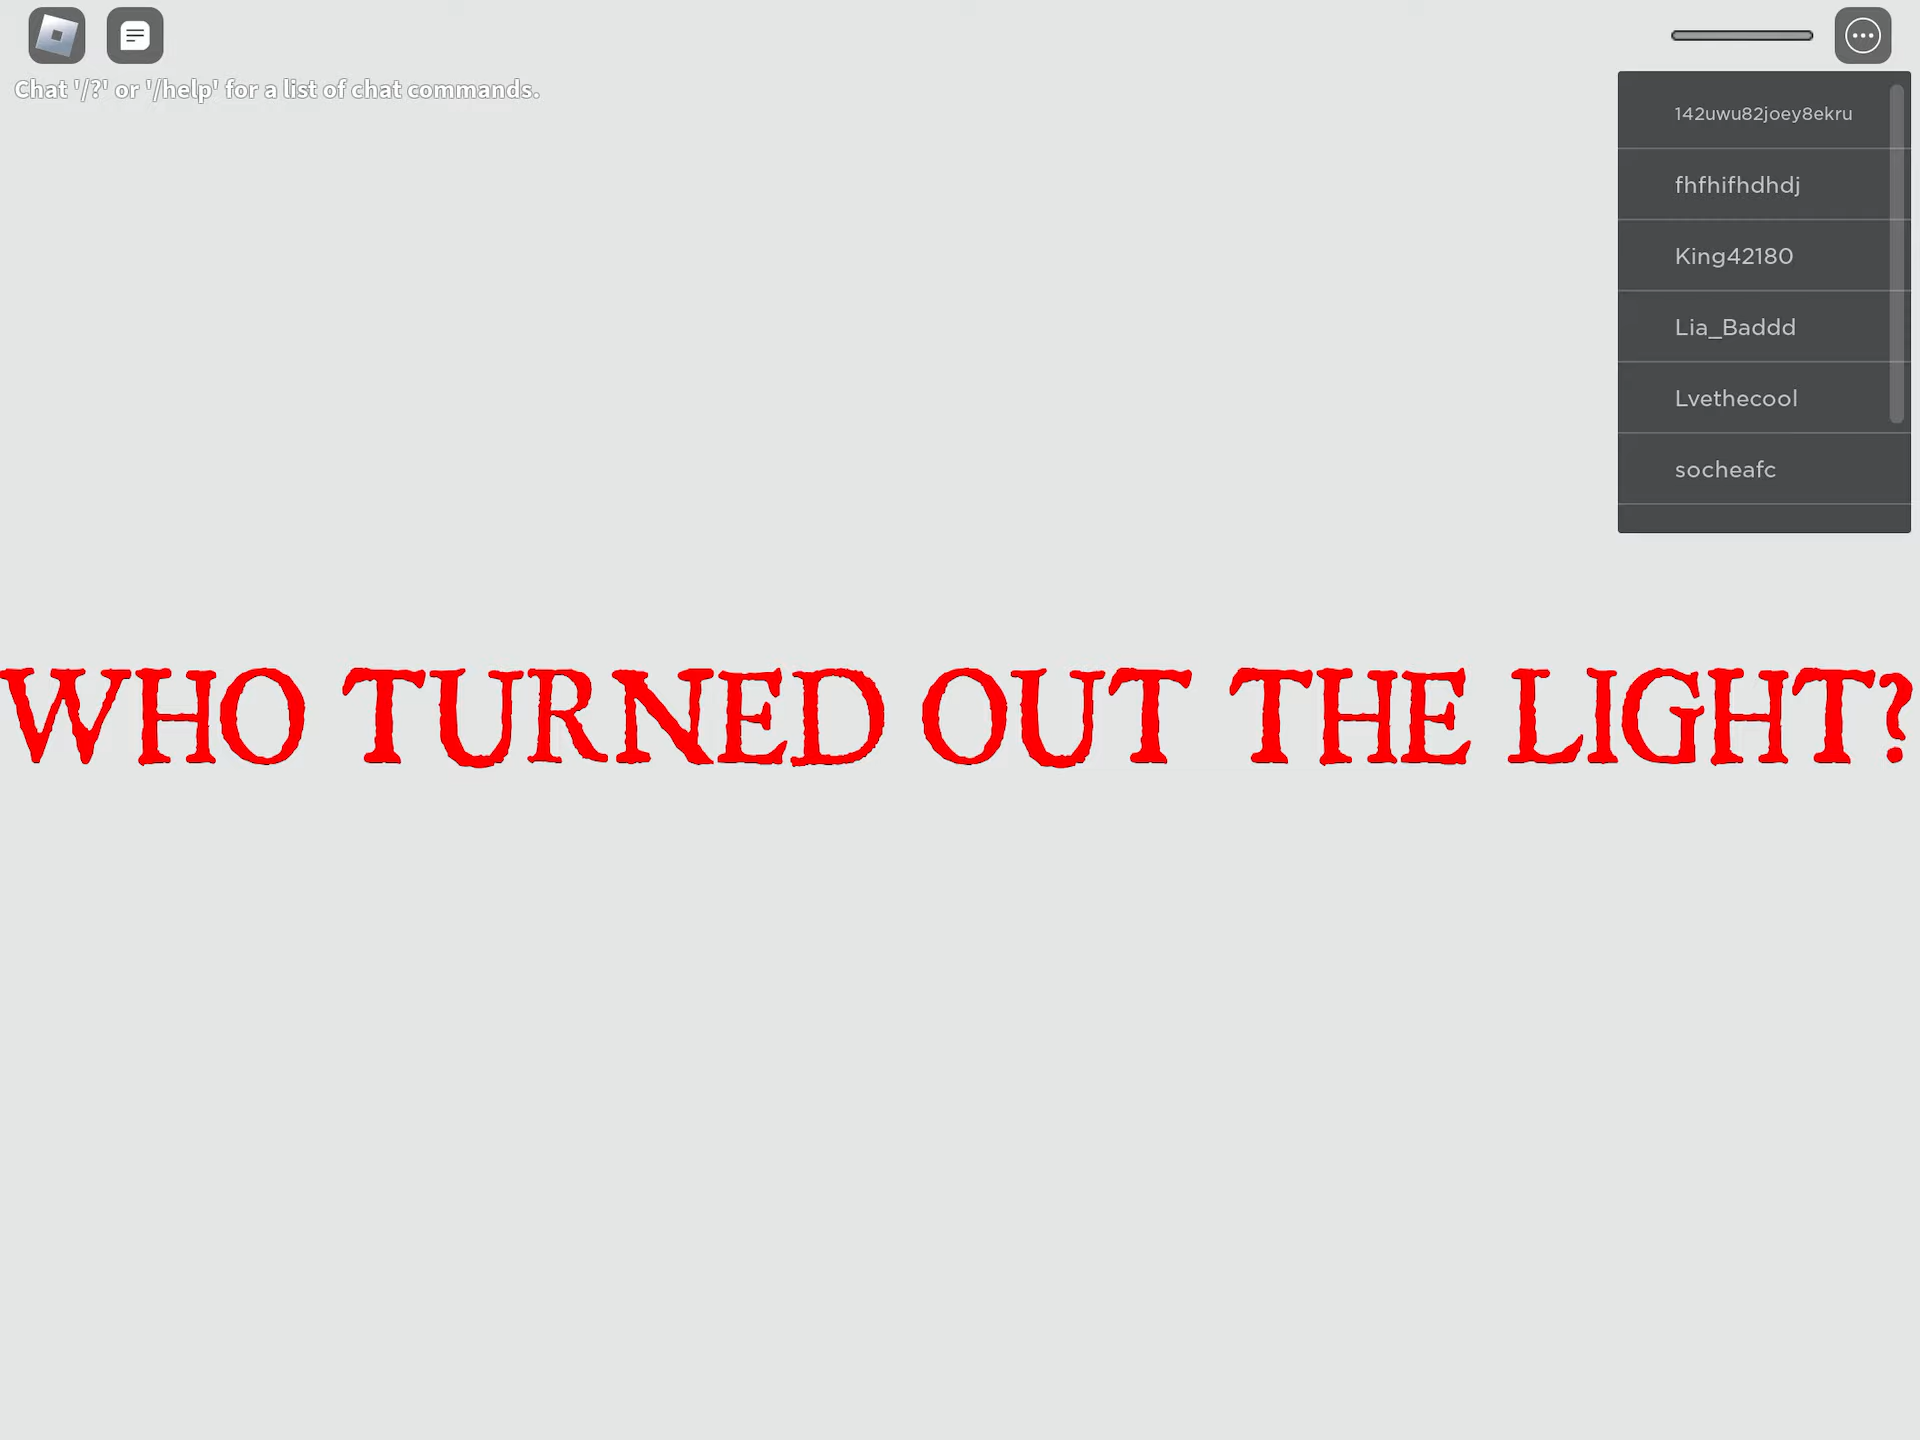 Chat '/?' or '/help' for a list of chat commands.
142uwu82joey8ekru
fhfhifhdhdj
King42180
Lia_Baddd
Lvethecool
socheafc
WHO TURNED OUT THE LIGHT?